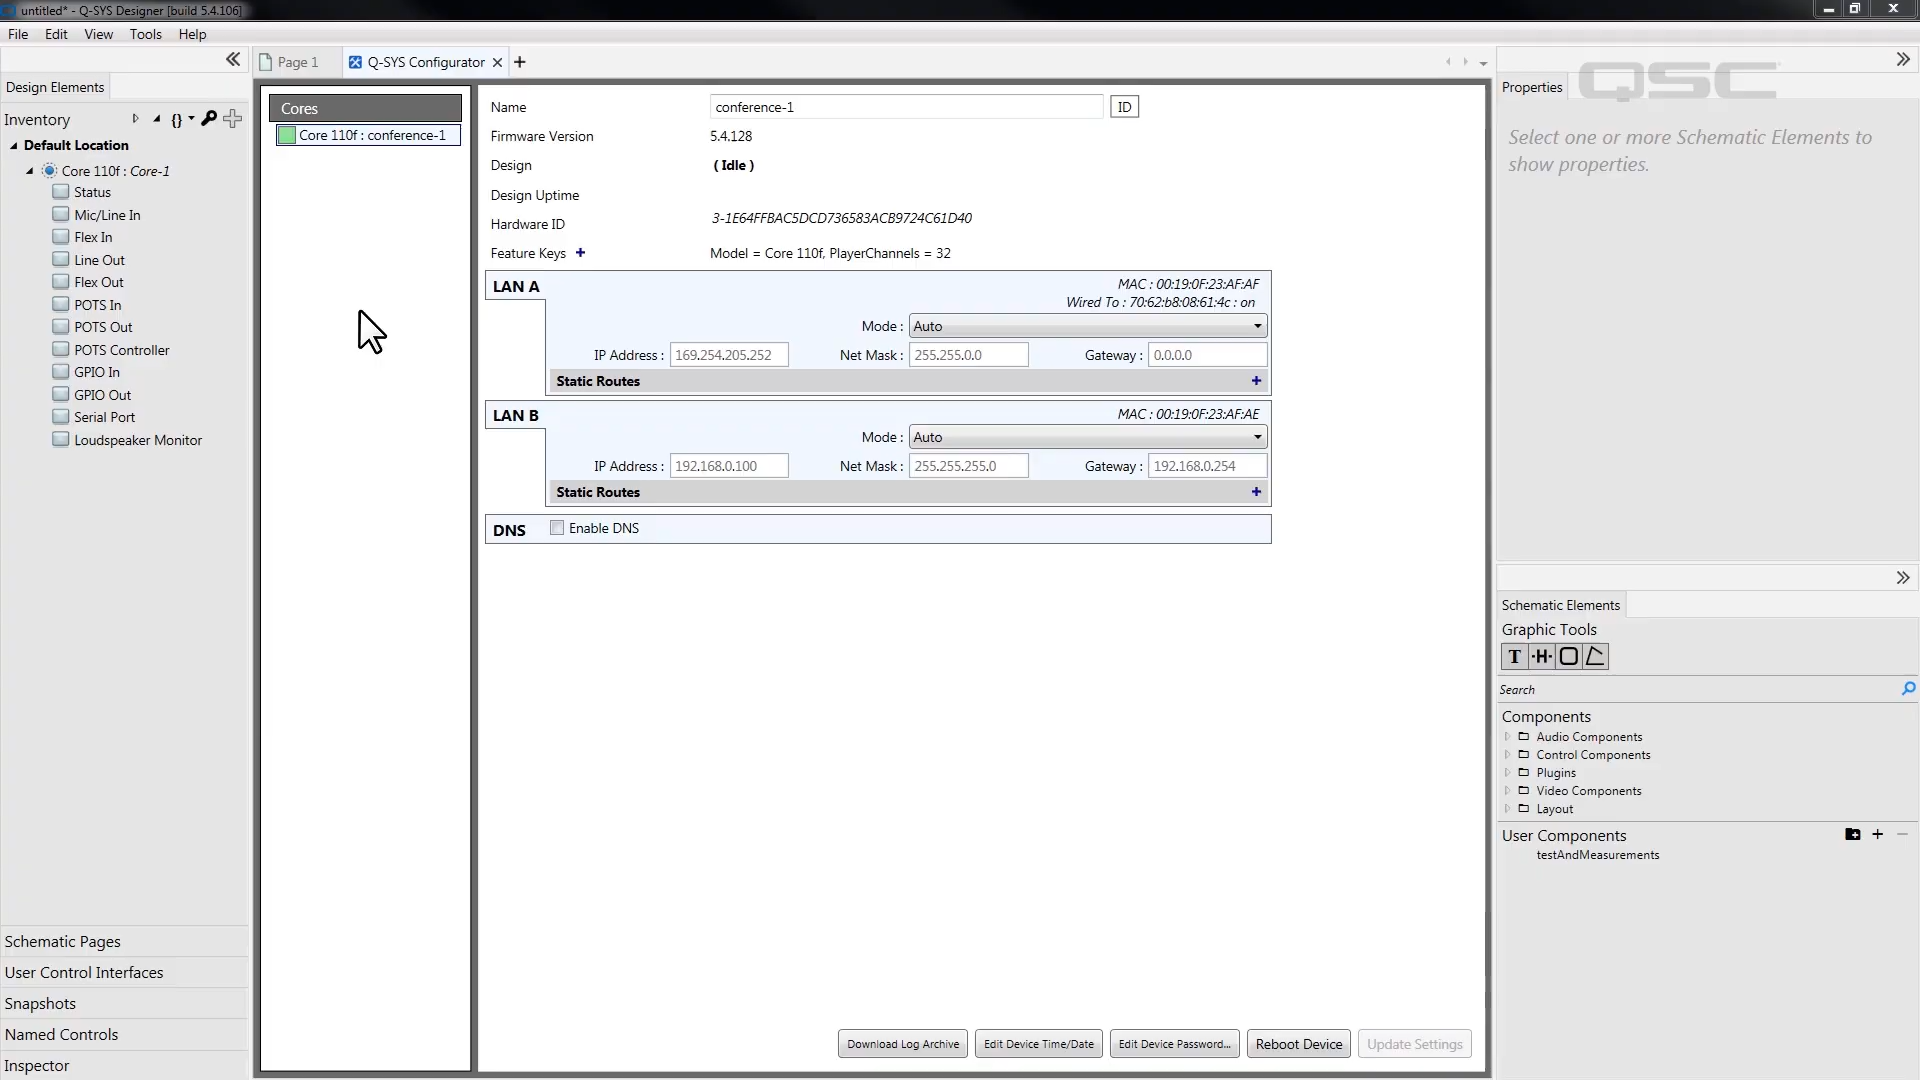 untitled* - Q-SYS Designer [build 5.4.106]
File Edit View Tools Help
Page 1 Q-SYS Configurator
Design Elements
Inventory {}
Default Location
Core 110f : Core-1
Status
Mic/Line In
Flex In
Line Out
Flex Out
POTS In
POTS Out
POTS Controller
GPIO In
GPIO Out
Serial Port
Loudspeaker Monitor
Schematic Pages
User Control Interfaces
Snapshots
Named Controls
Inspector
Cores
Core 110f : conference-1
Name conference-1 ID
Firmware Version 5.4.128
Design ( Idle )
Design Uptime
Hardware ID 3-1E64FFBAC5DCD736583ACB9724C61D40
Feature Keys + Model = Core 110f, PlayerChannels = 32
LAN A MAC : 00:19:0F:23:AF:AF
Wired To : 70:62:b8:08:61:4c : on
Mode : Auto
IP Address : 169.254.205.252 Net Mask : 255.255.0.0 Gateway : 0.0.0.0
Static Routes +
LAN B MAC : 00:19:0F:23:AF:AE
Mode : Auto
IP Address : 192.168.0.100 Net Mask : 255.255.255.0 Gateway : 192.168.0.254
Static Routes +
DNS Enable DNS
Download Log Archive Edit Device Time/Date Edit Device Password... Reboot Device Update Settings
Properties
QSC
Select one or more Schematic Elements to
show properties.
Schematic Elements
Graphic Tools
T H
Search
Components
Audio Components
Control Components
Plugins
Video Components
Layout
User Components
testAndMeasurements